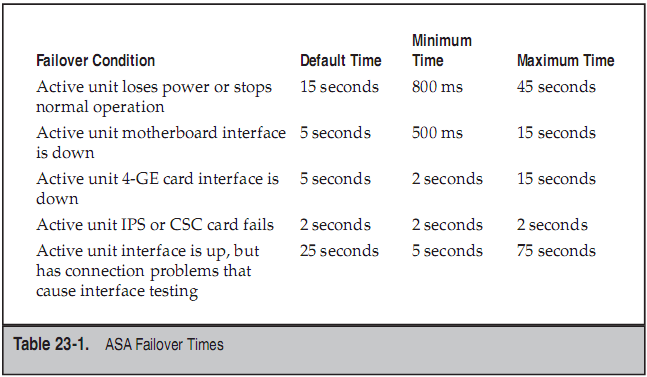 Failover Condition Default Time Minimum Time Maximum Time
Active unit loses power or stops 15 seconds 800 ms 45 seconds
normal operation
Active unit motherboard interface 5 seconds 500 ms 15 seconds
is down
Active unit 4-GE card interface is 5 seconds 2 seconds 15 seconds
down
Active unit IPS or CSC card fails 2 seconds 2 seconds 2 seconds
Active unit interface is up, but 25 seconds 5 seconds 75 seconds
has connection problems that
cause interface testing
Table 23-1. ASA Failover Times